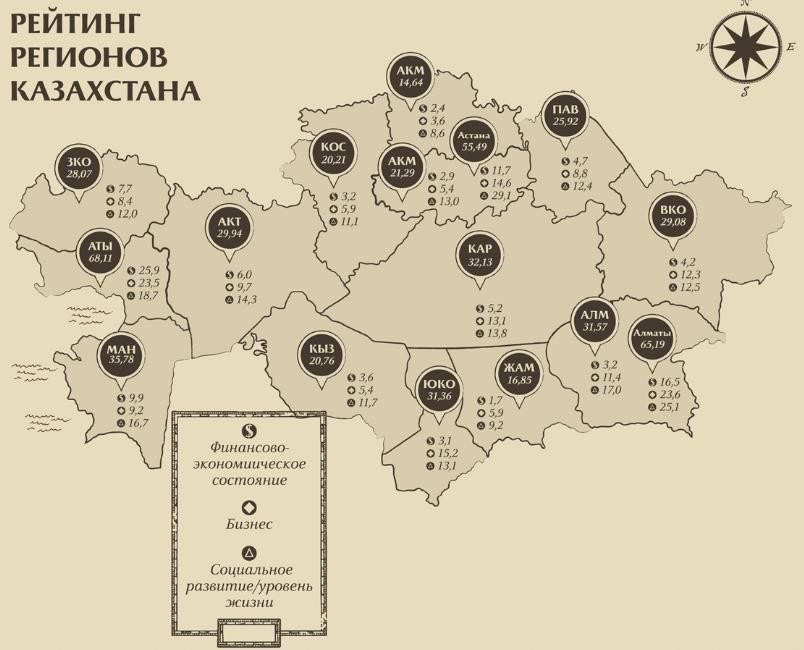 РЕЙТИНГ
РЕГИОНОВ
КАЗАХСТАНА
N
W
E
S
АКМ
14,64
2,4
3,6
8,6
ПАВ
25,92
4,7
8,8
12,4
Астана
55,49
11,7
14,6
29,1
КОС
20,21
3,2
5,9
11,1
АКМ
21,29
2,9
5,4
13,0
ЗКО
28,07
7,7
8,4
12,0
АКТ
29,94
6,0
9,7
14,3
ВКО
29,08
4,2
12,3
12,5
АТЫ
68,11
25,9
23,5
18,7
КАР
32,13
5,2
13,1
13,8
АЛМ
31,57
3,2
11,4
17,0
Алматы
65,19
16,5
23,6
25,1
МАН
35,78
9,9
9,2
16,7
КЫЗ
20,76
3,6
5,4
11,7
ЮКО
31,36
3,1
15,2
13,1
ЖАМ
16,85
1,7
5,9
9,2
Финансово-
экономиическое
состояние
Бизнес
Социальное
развитие/уровень
жизни